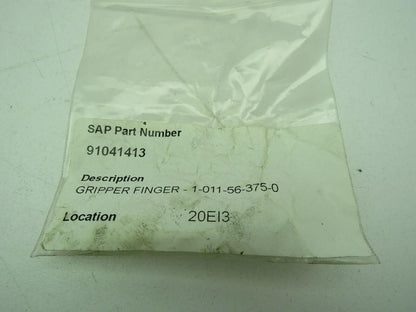 SAP Part Number
91041413
Description
GRIPPER FINGER - 1-011-56-375-0
Location 20EI3